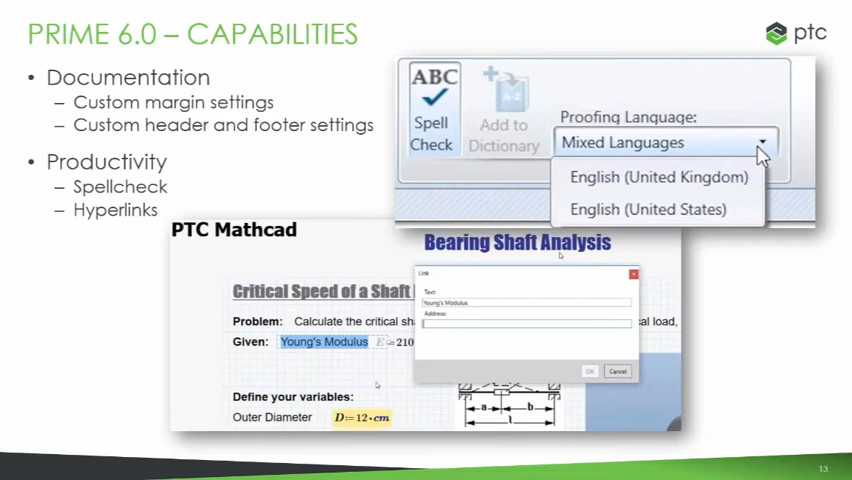 PRIME 6.0 – CAPABILITIES
ptc
• Documentation
– Custom margin settings
– Custom header and footer settings
• Productivity
– Spellcheck
– Hyperlinks
ABC
Spell
Check
A-Z
Add to
Dictionary
Proofing Language:
Mixed Languages
English (United Kingdom)
English (United States)
PTC Mathcad
Bearing Shaft Analysis
Critical Speed of a Shaft
Problem: Calculate the critical sh
al load,
Given: Young's Modulus E := 210
Link
Text:
Young's Modulus
Address:
OK
Cancel
Define your variables:
Outer Diameter D := 12 · cm
a
b
l
13